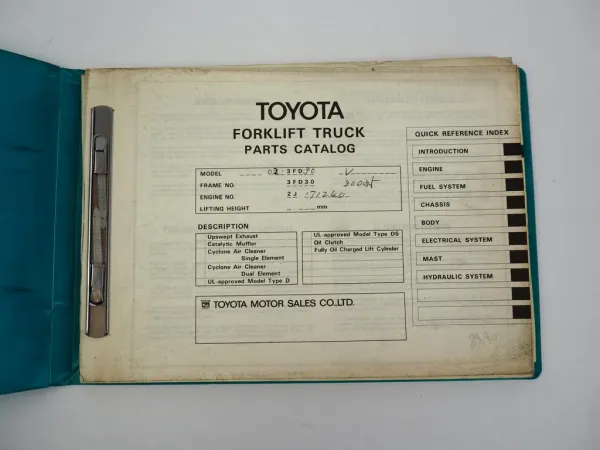 TOYOTA
FORKLIFT TRUCK
PARTS CATALOG
MODEL 02-3FD30 V
FRAME NO. 3FD30
ENGINE NO. 2J
LIFTING HEIGHT mm
DESCRIPTION
Upswept Exhaust
Catalytic Muffler
Cyclone Air Cleaner
Single Element
Cyclone Air Cleaner
Dual Element
UL-approved Model Type D
UL-approved Model Type DS
Oil Clutch
Fully Oil Charged Lift Cylinder
TOYOTA MOTOR SALES CO.,LTD.
QUICK REFERENCE INDEX
INTRODUCTION
ENGINE
FUEL SYSTEM
CHASSIS
BODY
ELECTRICAL SYSTEM
MAST
HYDRAULIC SYSTEM